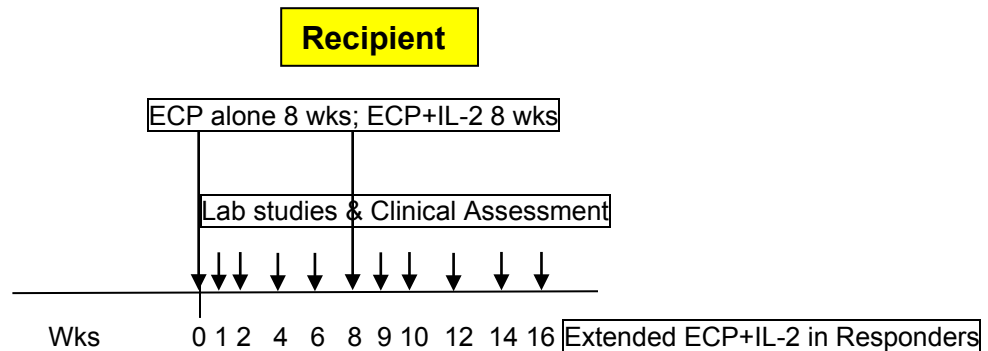 Recipient
ECP alone 8 wks; ECP+IL-2 8 wks
Lab studies & Clinical Assessment
Wks 0 1 2 4 6 8 9 10 12 14 16 Extended ECP+IL-2 in Responders